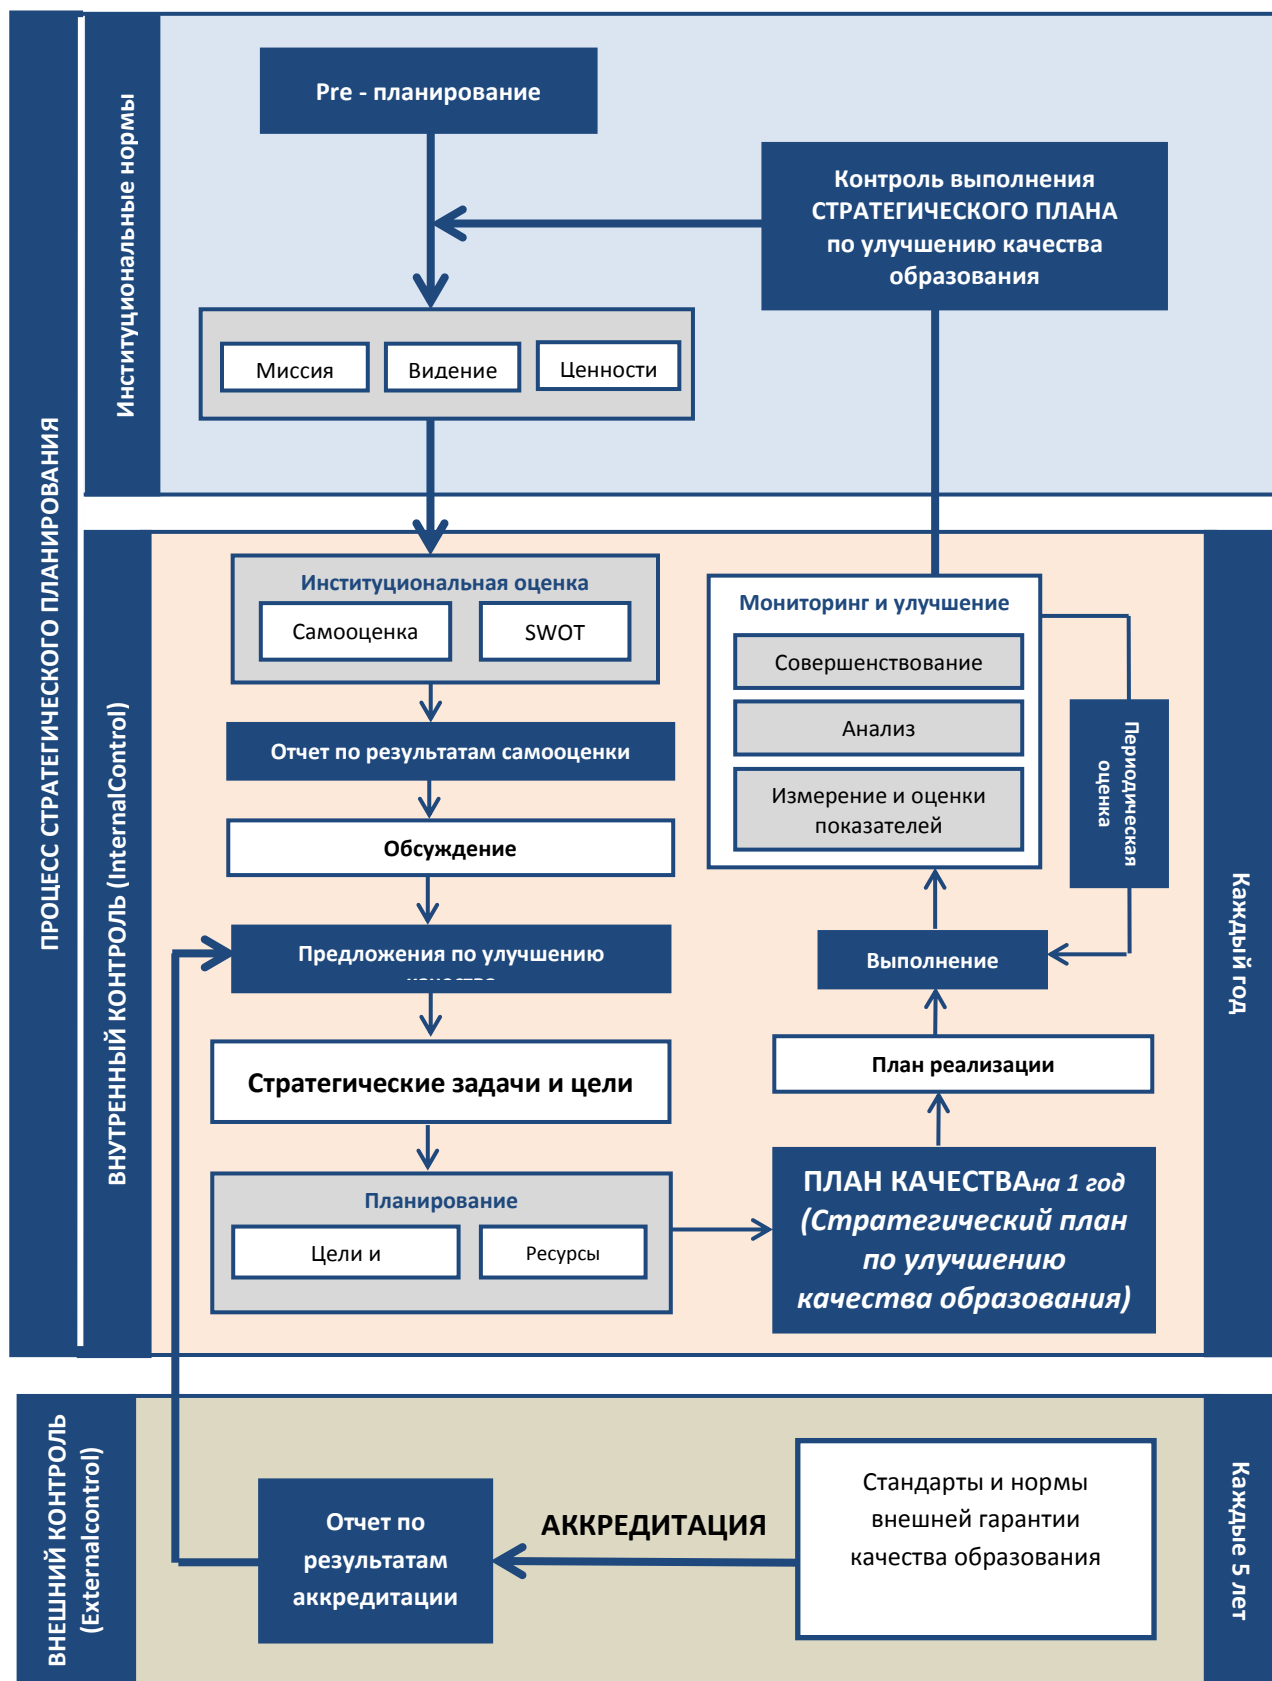 ПРОЦЕСС СТРАТЕГИЧЕСКОГО ПЛАНИРОВАНИЯ
Институциональные нормы
Pre - планирование
Контроль выполнения
СТРАТЕГИЧЕСКОГО ПЛАНА
по улучшению качества
образования
Миссия
Видение
Ценности
ВНУТРЕННИЙ КОНТРОЛЬ (InternalControl)
Институциональная оценка
Самооценка
SWOT
Отчет по результатам самооценки
Обсуждение
Предложения по улучшению
Стратегические задачи и цели
Планирование
Цели и
Ресурсы
Мониторинг и улучшение
Совершенствование
Анализ
Измерение и оценки
показателей
Периодическая
оценка
Выполнение
План реализации
ПЛАН КАЧЕСТВАна 1 год
(Стратегический план
по улучшению
качества образования)
Каждый год
ВНЕШНИЙ КОНТРОЛЬ
(Externalcontrol)
Отчет по
результатам
аккредитации
АККРЕДИТАЦИЯ
Стандарты и нормы
внешней гарантии
качества образования
Каждые 5 лет